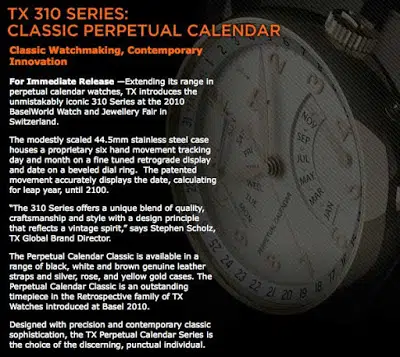 TX 310 SERIES:
CLASSIC PERPETUAL CALENDAR
Classic Watchmaking, Contemporary
Innovation
For Immediate Release —Extending its range in
perpetual calendar watches, TX introduces the
unmistakably iconic 310 Series at the 2010
BaselWorld Watch and Jewellery Fair in
Switzerland.
The modestly scaled 44.5mm stainless steel case
houses a proprietary six hand movement tracking
day and month on a fine tuned retrograde display
and date on a beveled dial ring.  The patented
movement accurately displays the date, calculating
for leap year, until 2100.
“The 310 Series offers a unique blend of quality,
craftsmanship and style with a design principle
that reflects a vintage spirit,” says Stephen Scholz,
TX Global Brand Director.
The Perpetual Calendar Classic is available in a
range of black, white and brown genuine leather
straps and silver, rose, and yellow gold cases. The
Perpetual Calendar Classic is an outstanding
timepiece in the Retrospective family of TX
Watches introduced at Basel 2010.
Designed with precision and contemporary classic
sophistication, the TX Perpetual Calendar Series is
the choice of the discerning, punctual individual.
NOV
SEP
JUL
MAY
MAR
JAN